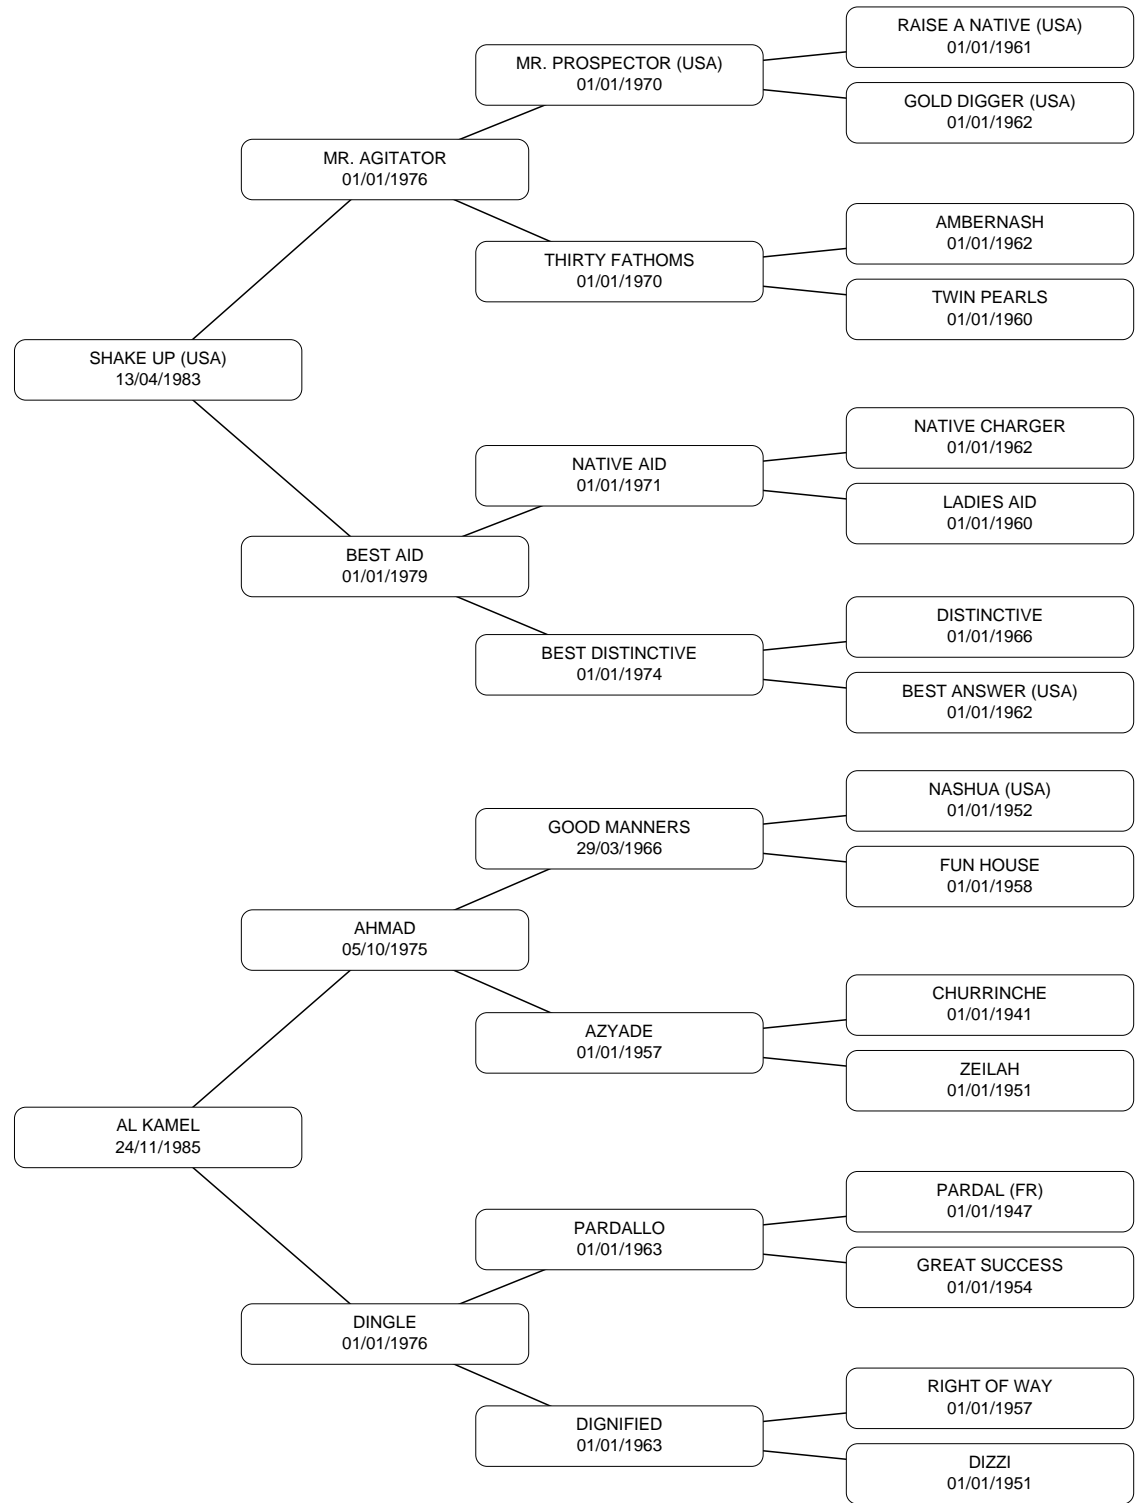 RAISE A NATIVE (USA)
01/01/1961
MR. PROSPECTOR (USA)
01/01/1970
GOLD DIGGER (USA)
01/01/1962
MR. AGITATOR
01/01/1976
AMBERNASH
01/01/1962
THIRTY FATHOMS
01/01/1970
TWIN PEARLS
01/01/1960
SHAKE UP (USA)
13/04/1983
NATIVE CHARGER
01/01/1962
NATIVE AID
01/01/1971
LADIES AID
01/01/1960
BEST AID
01/01/1979
DISTINCTIVE
01/01/1966
BEST DISTINCTIVE
01/01/1974
BEST ANSWER (USA)
01/01/1962
NASHUA (USA)
01/01/1952
GOOD MANNERS
29/03/1966
FUN HOUSE
01/01/1958
AHMAD
05/10/1975
CHURRINCHE
01/01/1941
AZYADE
01/01/1957
ZEILAH
01/01/1951
AL KAMEL
24/11/1985
PARDAL (FR)
01/01/1947
PARDALLO
01/01/1963
GREAT SUCCESS
01/01/1954
DINGLE
01/01/1976
RIGHT OF WAY
01/01/1957
DIGNIFIED
01/01/1963
DIZZI
01/01/1951